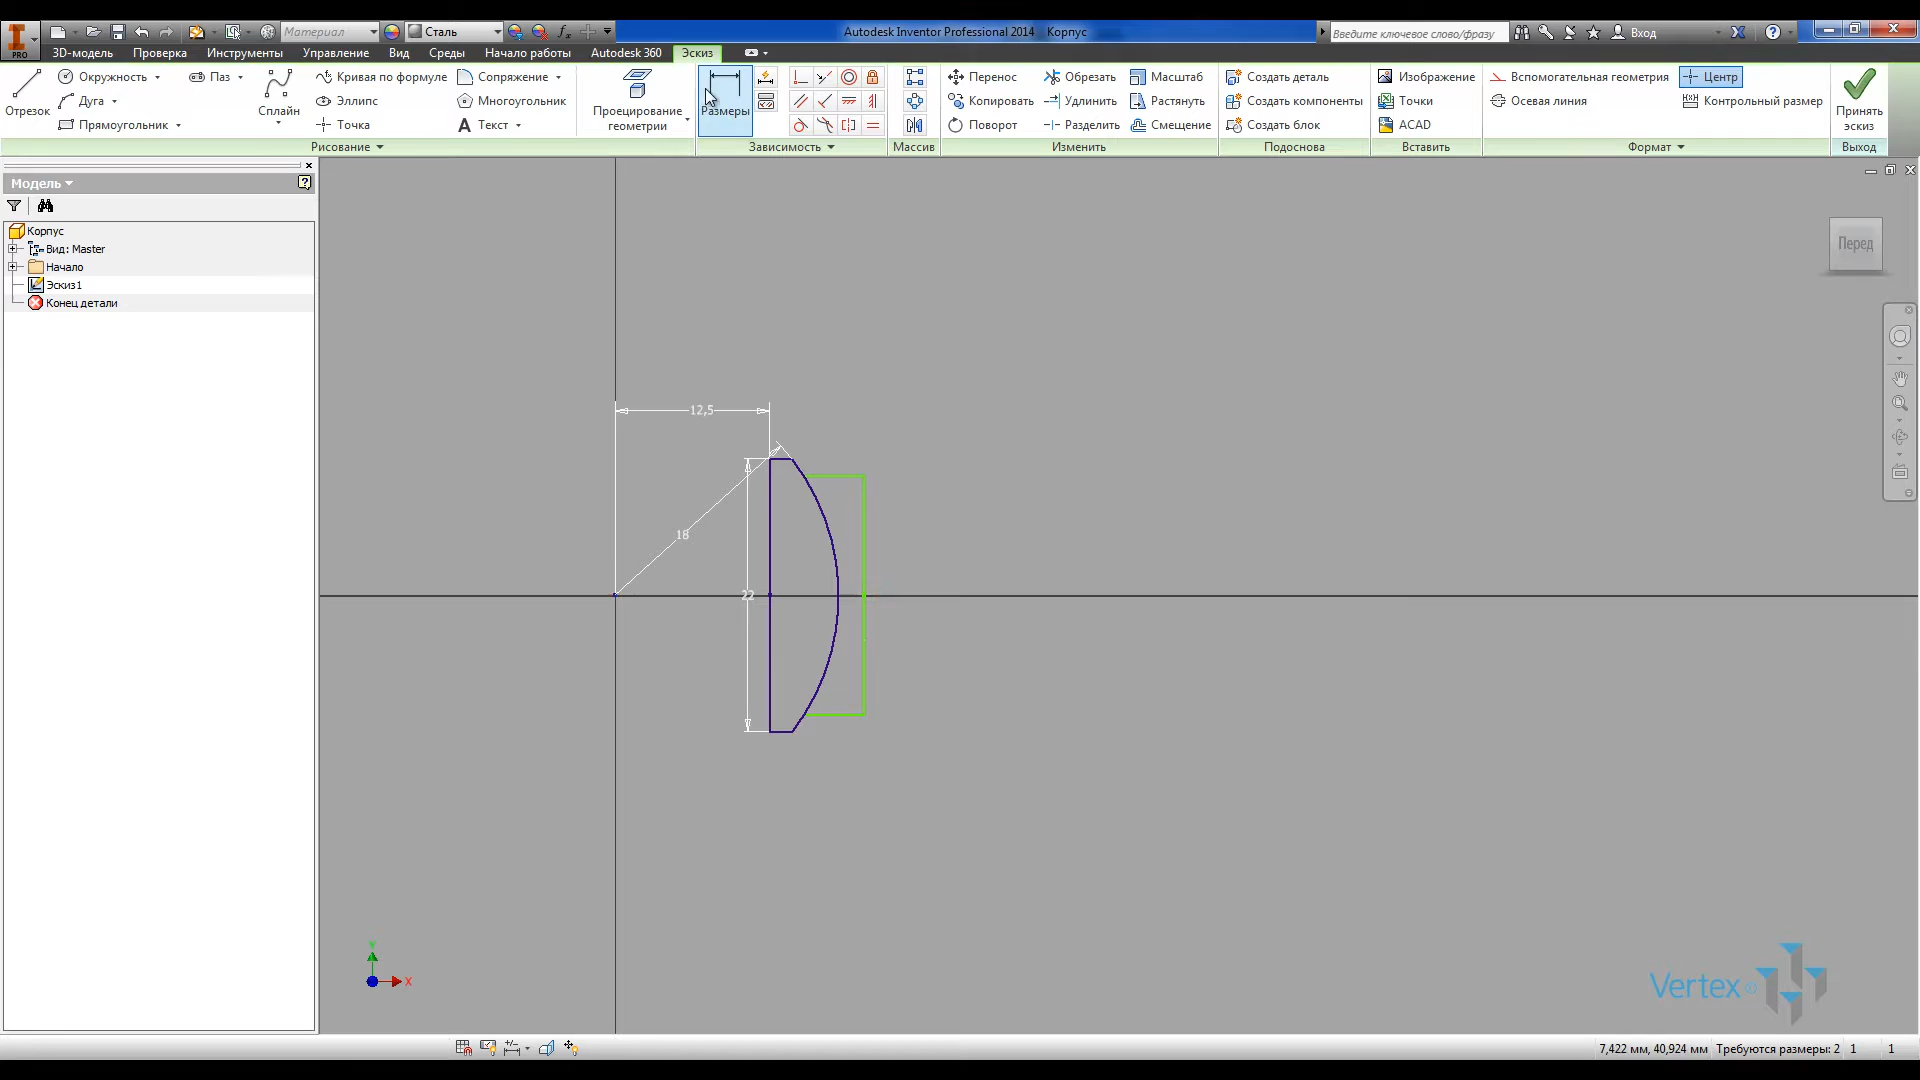 Материал
Сталь
Autodesk Inventor Professional 2014 Корпус
Введите ключевое слово/фразу
Вход
PRO
3D-модель Проверка Инструменты Управление Вид Среды Начало работы Autodesk 360 Эскиз
Отрезок
Окружность
Дуга
Прямоугольник
Паз
Сплайн
Кривая по формуле
Эллипс
Точка
Сопряжение
Многоугольник
Текст
Проецирование
геометрии
Размеры
Перенос
Копировать
Поворот
Обрезать
Удлинить
Разделить
Масштаб
Растянуть
Смещение
Создать деталь
Создать компоненты
Создать блок
Изображение
Точки
ACAD
Вспомогательная геометрия
Осевая линия
Центр
Контрольный размер
Принять
эскиз
Рисование Зависимость Массив Изменить Подоснова Вставить Формат Выход
Модель
Корпус
Вид: Master
Начало
Эскиз1
Конец детали
Перед
12,5
18
22
Y
X
Vertex
7,422 мм, 40,924 мм Требуются размеры: 2 1 1